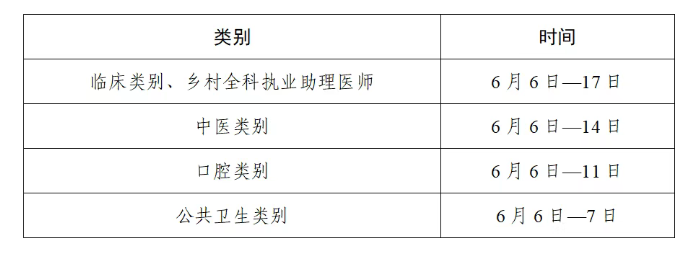 类别 时间
临床类别、乡村全科执业助理医师 6月6日—17日
中医类别 6月6日—14日
口腔类别 6月6日—11日
公共卫生类别 6月6日—7日